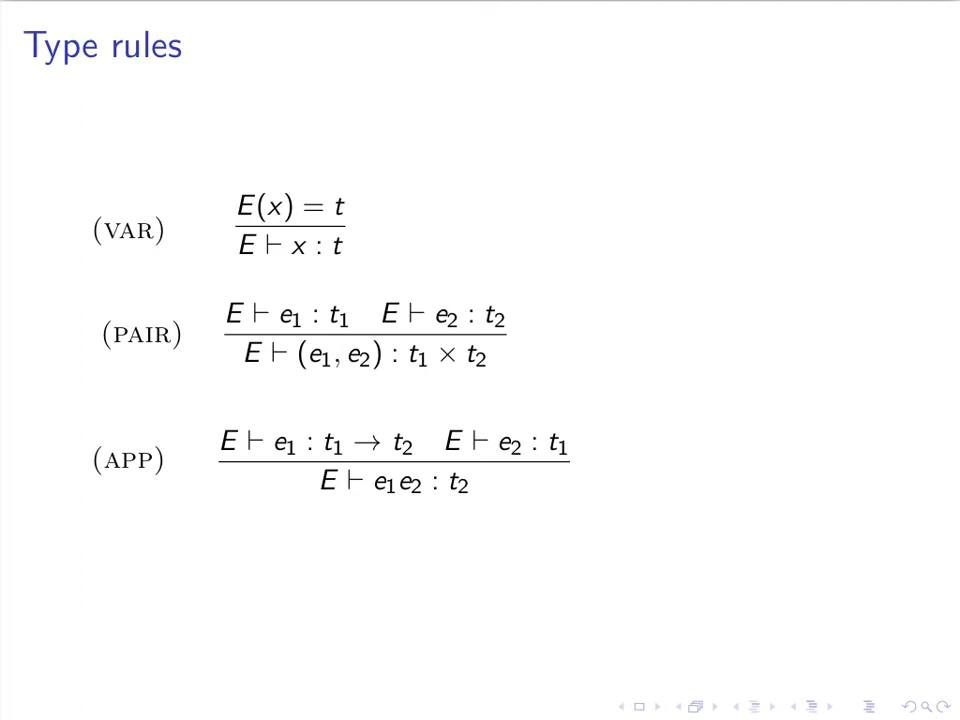 Type rules
E(x) = t
(VAR)
E ⊢ x : t
E ⊢ e₁ : t₁ E ⊢ e₂ : t₂
(PAIR)
E ⊢ (e₁, e₂) : t₁ × t₂
E ⊢ e₁ : t₁ → t₂ E ⊢ e₂ : t₁
(APP)
E ⊢ e₁e₂ : t₂